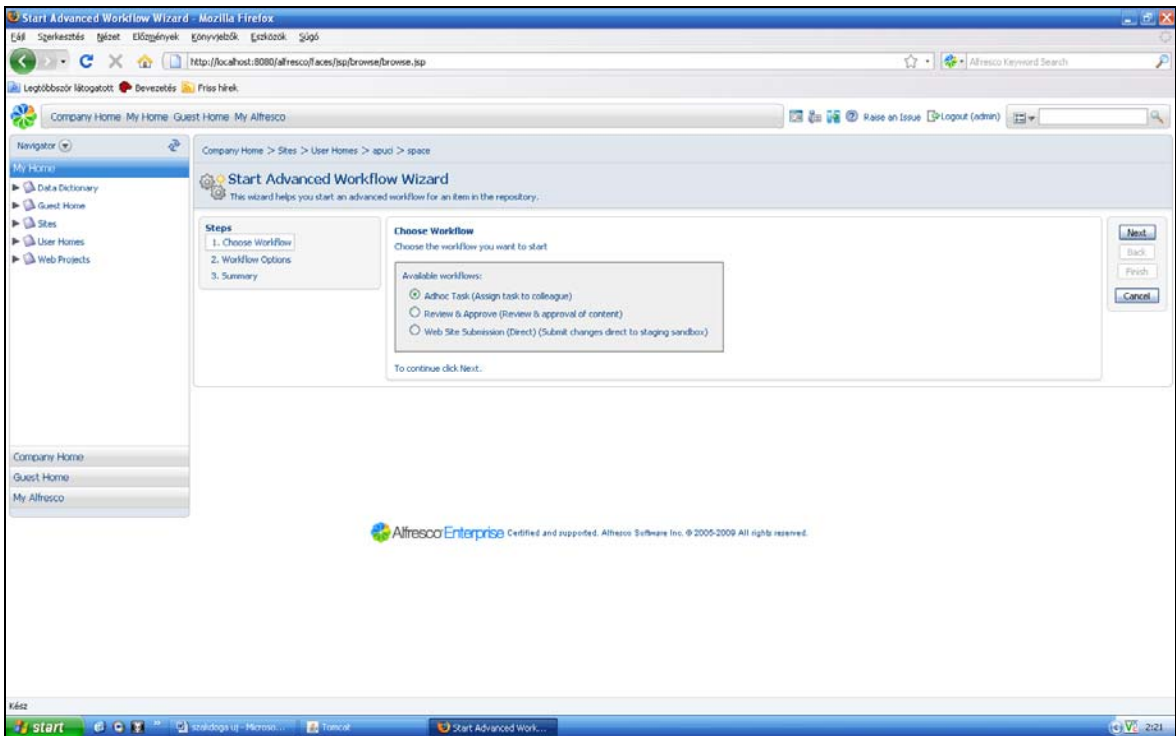 Start Advanced Workflow Wizard - Mozilla Firefox
Fájl Szerkesztés Nézet Előzmények Könyvjelzők Eszközök Súgó
http://localhost:8080/alfresco/faces/jsp/browse/browse.jsp
Alfresco Keyword Search
Legtöbbször látogatott Bevezetés Friss hírek
Company Home My Home Guest Home My Alfresco
Raise an Issue Logout (admin)
Navigator
My Home
Data Dictionary
Guest Home
Sites
User Homes
Web Projects
Company Home
Guest Home
My Alfresco
Company Home > Sites > User Homes > apuci > space
Start Advanced Workflow Wizard
This wizard helps you start an advanced workflow for an item in the repository.
Steps
1. Choose Workflow
2. Workflow Options
3. Summary
Choose Workflow
Choose the workflow you want to start
Available workflows:
Adhoc Task (Assign task to colleague)
Review & Approve (Review & approval of content)
Web Site Submission (Direct) (Submit changes direct to staging sandbox)
To continue click Next.
Next
Back
Finish
Cancel
Alfresco Enterprise Certified and supported. Alfresco Software Inc. © 2005-2009 All rights reserved.
Kész
start
szakdoga uj - Microso...
Tomcat
Start Advanced Work...
2:21